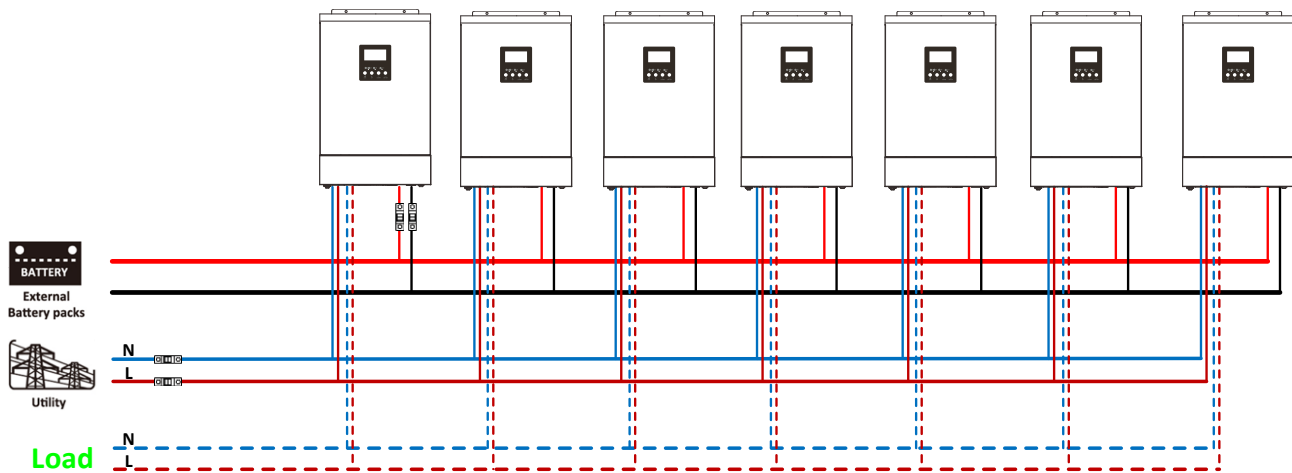 BATTERY
External
Battery packs
N
L
Utility
N
L
Load